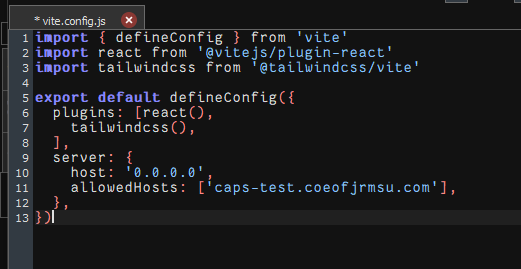 * vite.config.js
1 import { defineConfig } from 'vite'
2 import react from '@vitejs/plugin-react'
3 import tailwindcss from '@tailwindcss/vite'
4
5 export default defineConfig({
6   plugins: [react(),
7     tailwindcss(),
8   ],
9   server: {
10     host: '0.0.0.0',
11     allowedHosts: ['caps-test.coeofjrmsu.com'],
12   },
13 })